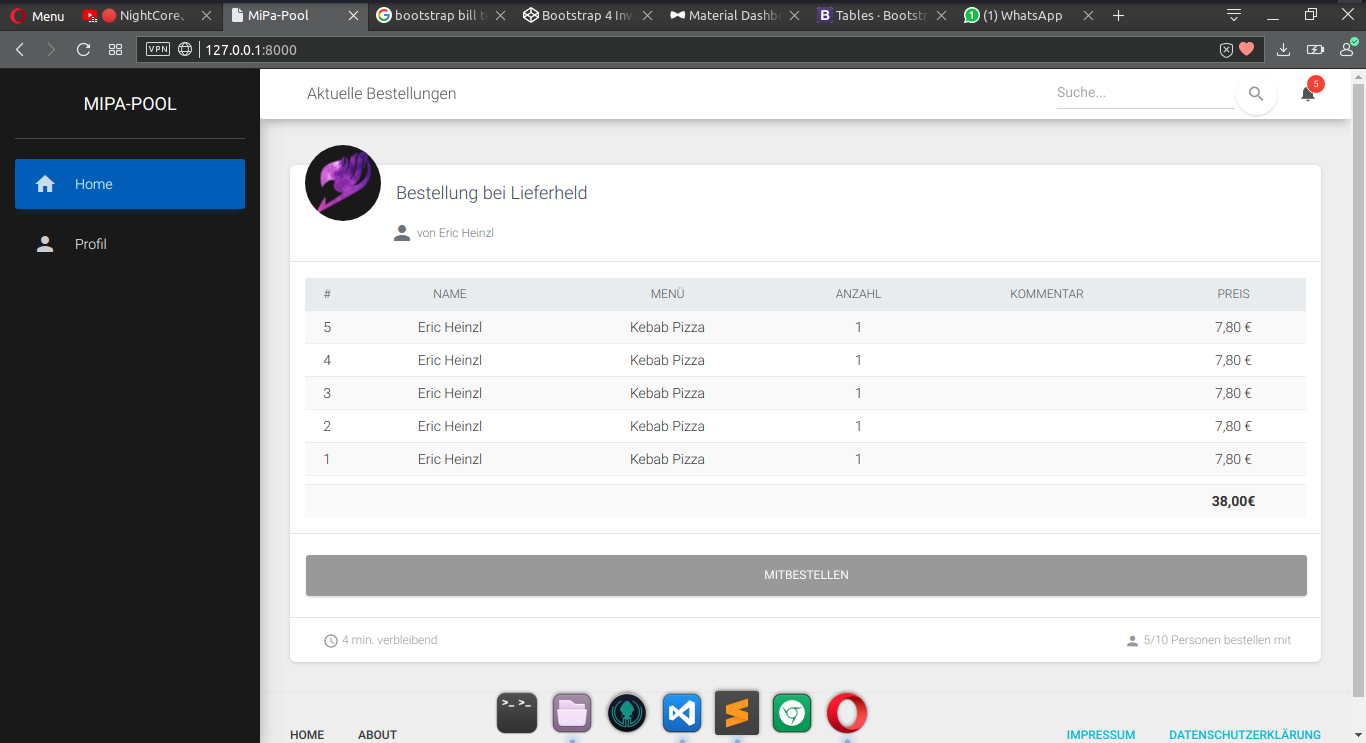 Menu
NightCore,
MiPa-Pool
bootstrap bill t
Bootstrap 4 Inv
Material Dashb
B Tables · Bootstr
1 (1) WhatsApp
VPN 127.0.0.1:8000
MIPA-POOL
Home
Profil
Aktuelle Bestellungen
Suche...
5
Bestellung bei Lieferheld
von Eric Heinzl
# NAME MENÜ ANZAHL KOMMENTAR PREIS
5 Eric Heinzl Kebab Pizza 1 7,80 €
4 Eric Heinzl Kebab Pizza 1 7,80 €
3 Eric Heinzl Kebab Pizza 1 7,80 €
2 Eric Heinzl Kebab Pizza 1 7,80 €
1 Eric Heinzl Kebab Pizza 1 7,80 €
38,00€
MITBESTELLEN
4 min. verbleibend
5/10 Personen bestellen mit
>_ >_
HOME ABOUT
IMPRESSUM DATENSCHUTZERKLÄRUNG